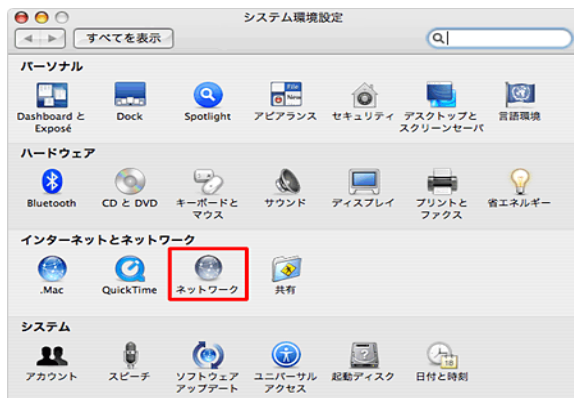 システム環境設定
すべてを表示
パーソナル
Dashboard と
Exposé
Dock
Spotlight
アピアランス
セキュリティ
デスクトップと
スクリーンセーバ
言語環境
ハードウェア
Bluetooth
CD と DVD
キーボードと
マウス
サウンド
ディスプレイ
プリントと
ファクス
省エネルギー
インターネットとネットワーク
.Mac
QuickTime
ネットワーク
共有
システム
アカウント
スピーチ
ソフトウェア
アップデート
ユニバーサル
アクセス
起動ディスク
日付と時刻